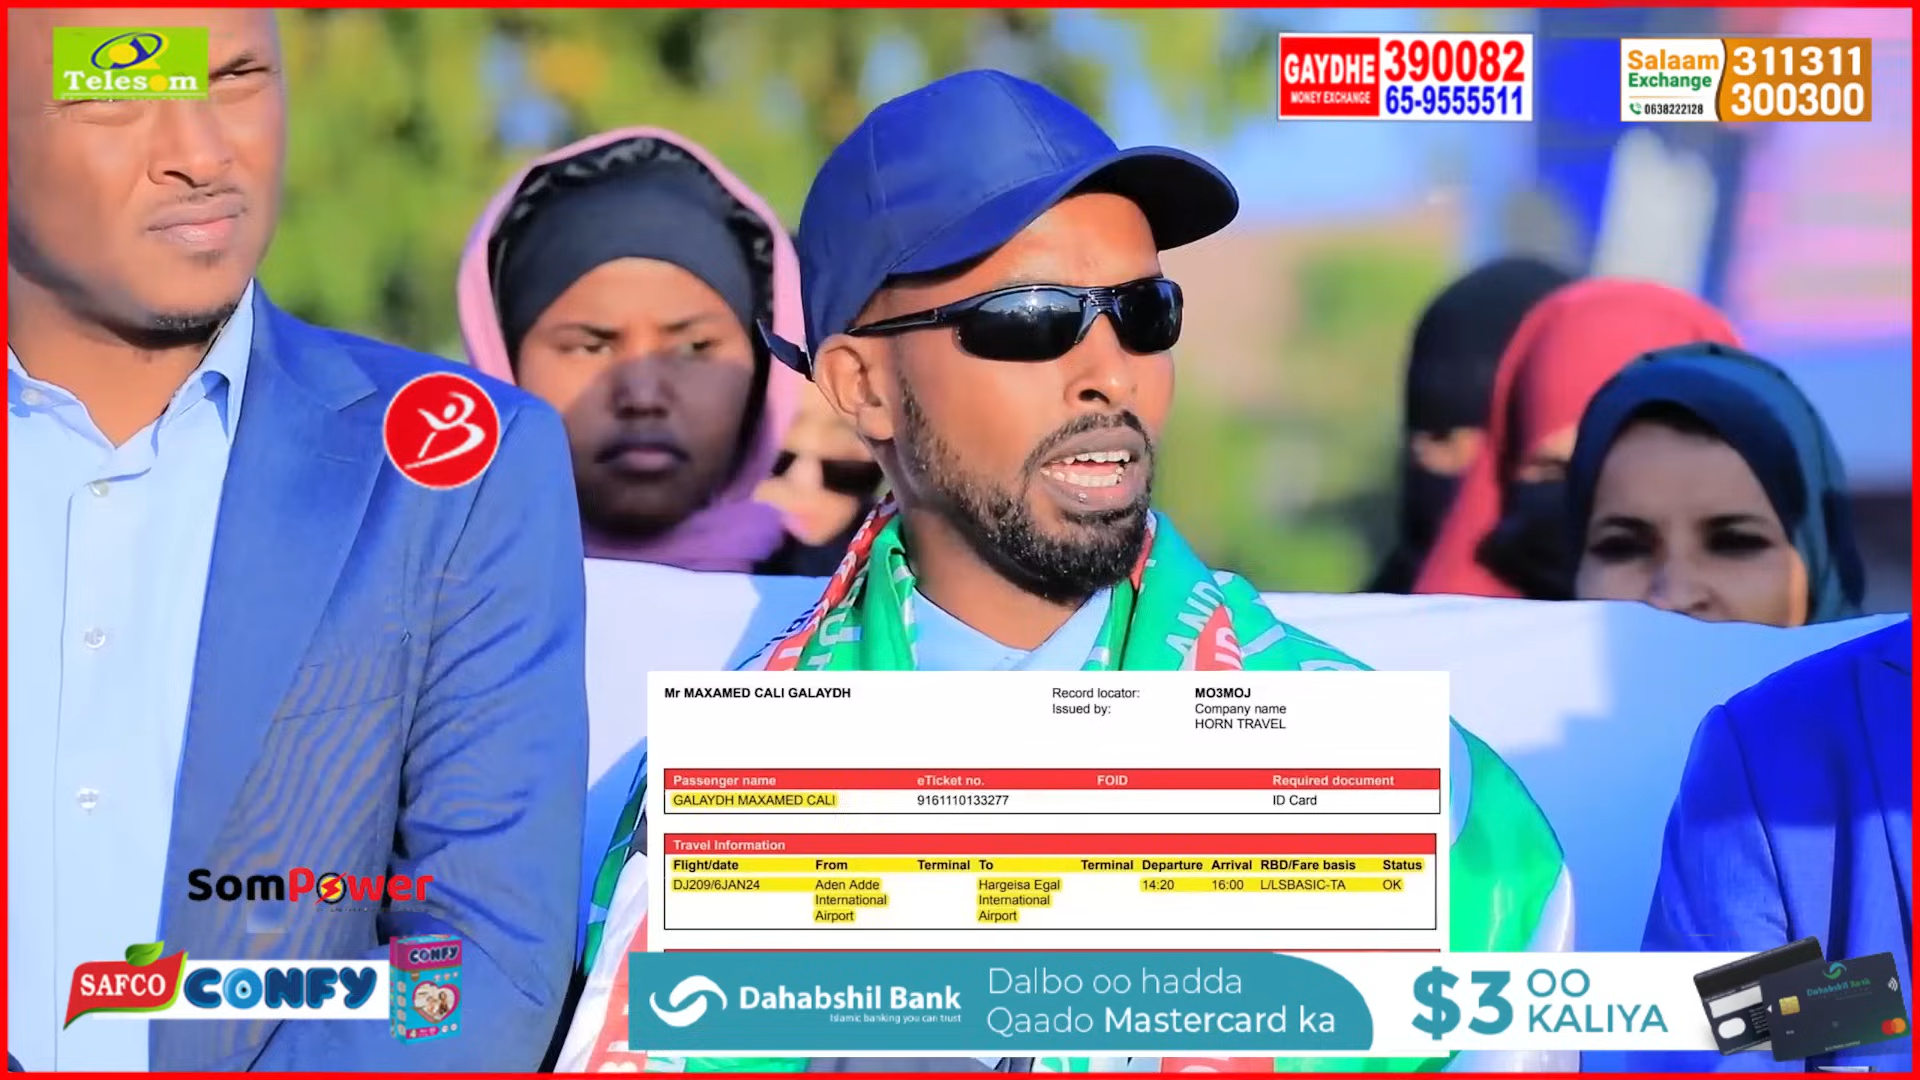 Telesom
GAYDHE
MONEY EXCHANGE
390082
65-9555511
Salaam
Exchange
0638222128
311311
300300
AND
Mr MAXAMED CALI GALAYDH
Record locator: MO3MOJ
Issued by: Company name
HORN TRAVEL
Passenger name eTicket no. FOID Required document
GALAYDH MAXAMED CALI 9161110133277 ID Card
Travel Information
Flight/date From Terminal To Terminal Departure Arrival RBD/Fare basis Status
DJ209/6JAN24 Aden Adde Hargeisa Egal 14:20 16:00 L/LSBASIC-TA OK
International International
Airport Airport
SomPower
SAFCO CONFY
CONFY
Dahabshil Bank
Islamic banking you can trust
Dalbo oo hadda
Qaado Mastercard ka
$3 OO
KALIYA
Dahabshil Bank